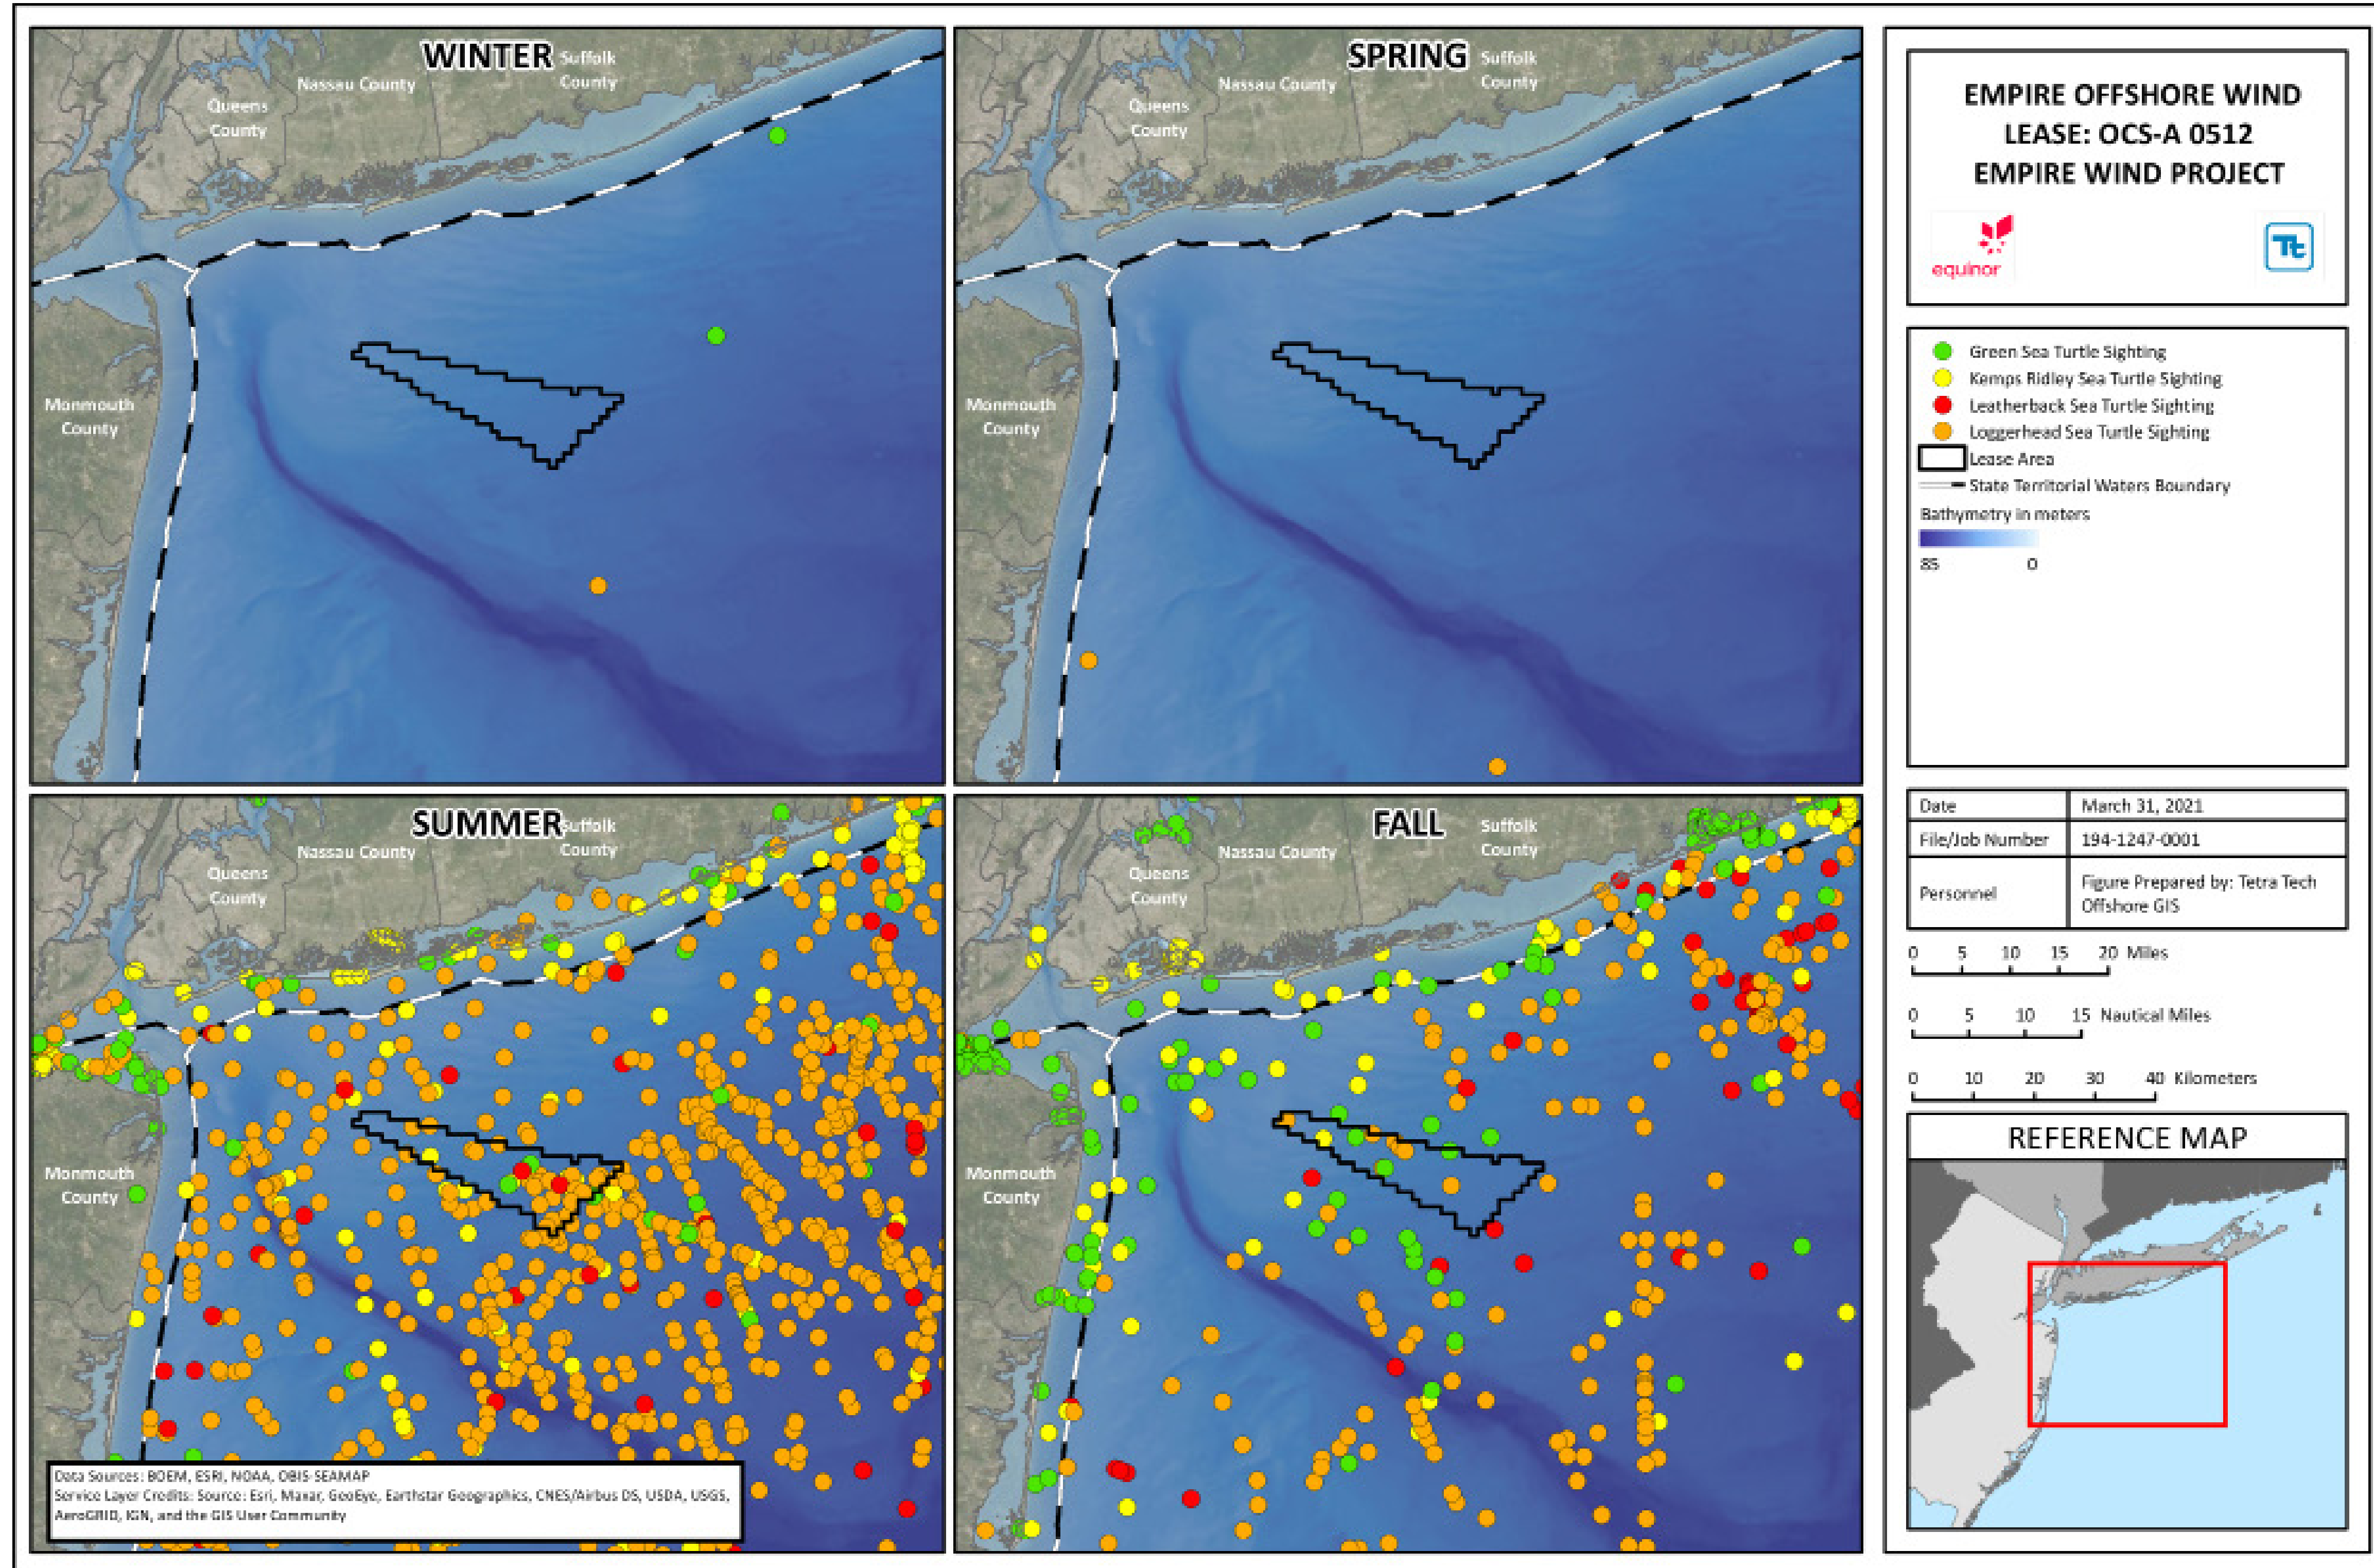 WINTER
Suffolk
County
Nassau County
Queens
County
Monmouth
County
SPRING
Suffolk
County
Nassau County
Queens
County
Monmouth
County
SUMMER
Suffolk
County
Nassau County
Queens
County
Monmouth
County
Data Sources: BOEM, ESRI, NOAA, OBIS-SEAMAP
Service Layer Credits: Source: Esri, Maxar, GeoEye, Earthstar Geographics, CNES/Airbus DS, USDA, USGS,
AeroGRID, IGN, and the GIS User Community
FALL
Suffolk
County
Nassau County
Queens
County
Monmouth
County
EMPIRE OFFSHORE WIND
LEASE: OCS-A 0512
EMPIRE WIND PROJECT
equinor
Tt
Green Sea Turtle Sighting
Kemps Ridley Sea Turtle Sighting
Leatherback Sea Turtle Sighting
Loggerhead Sea Turtle Sighting
Lease Area
State Territorial Waters Boundary
Bathymetry in meters
85 0
Date March 31, 2021
File/Job Number 194-1247-0001
Personnel Figure Prepared by: Tetra Tech
Offshore GIS
0 5 10 15 20 Miles
0 5 10 15 Nautical Miles
0 10 20 30 40 Kilometers
REFERENCE MAP